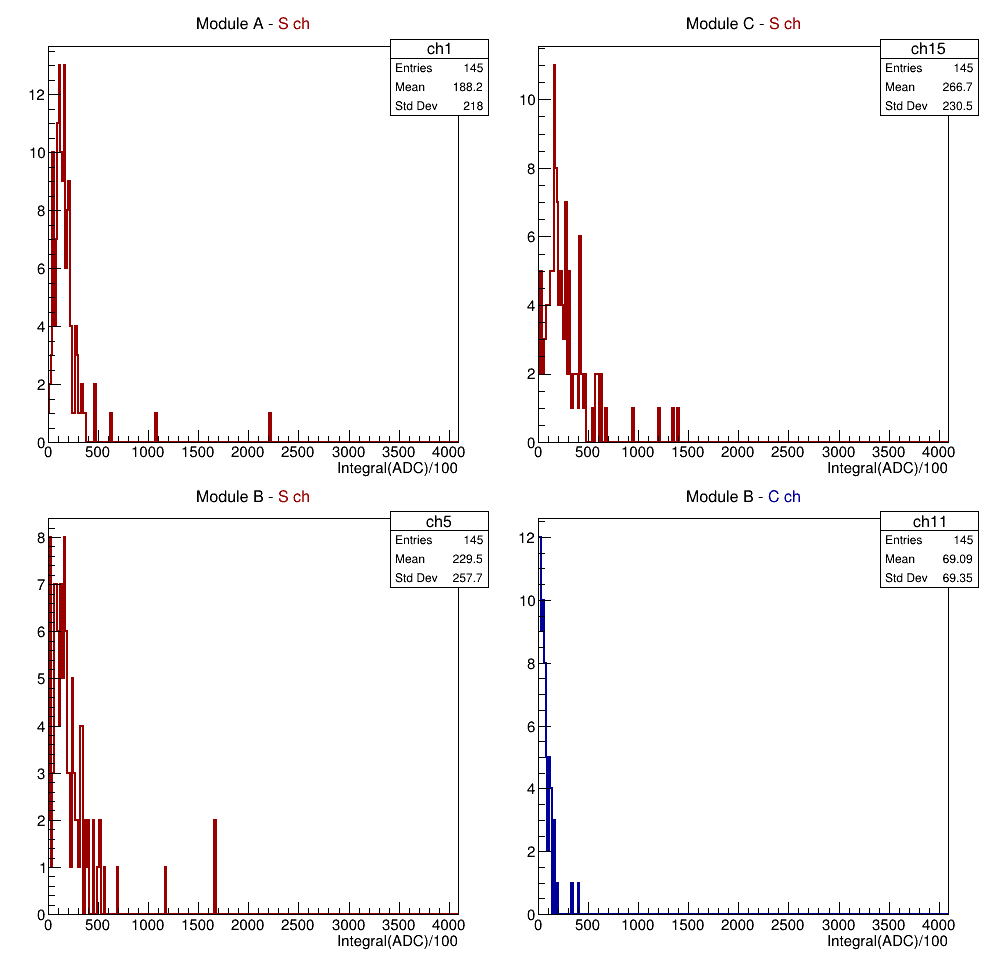 Module A - S ch
ch1
Entries 145
Mean 188.2
Std Dev 218
12
10
8
6
4
2
0
0 500 1000 1500 2000 2500 3000 3500 4000
Integral(ADC)/100
Module C - S ch
ch15
Entries 145
Mean 266.7
Std Dev 230.5
10
8
6
4
2
0
0 500 1000 1500 2000 2500 3000 3500 4000
Integral(ADC)/100
Module B - S ch
ch5
Entries 145
Mean 229.5
Std Dev 257.7
8
7
6
5
4
3
2
1
0
0 500 1000 1500 2000 2500 3000 3500 4000
Integral(ADC)/100
Module B - C ch
ch11
Entries 145
Mean 69.09
Std Dev 69.35
12
10
8
6
4
2
0
0 500 1000 1500 2000 2500 3000 3500 4000
Integral(ADC)/100